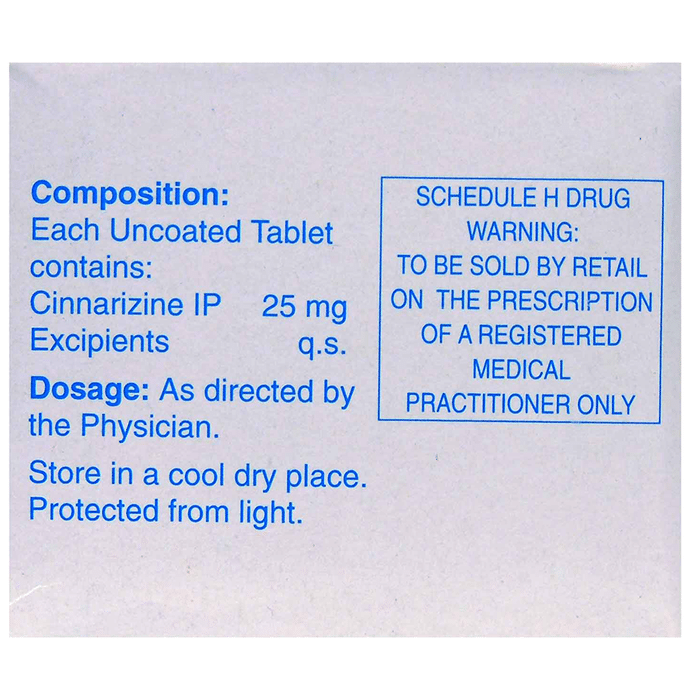 Composition:
Each Uncoated Tablet
contains:
Cinnarizine IP 25 mg
Excipients q.s.
Dosage: As directed by
the Physician.
Store in a cool dry place.
Protected from light.
SCHEDULE H DRUG
WARNING:
TO BE SOLD BY RETAIL
ON THE PRESCRIPTION
OF A REGISTERED
MEDICAL
PRACTITIONER ONLY